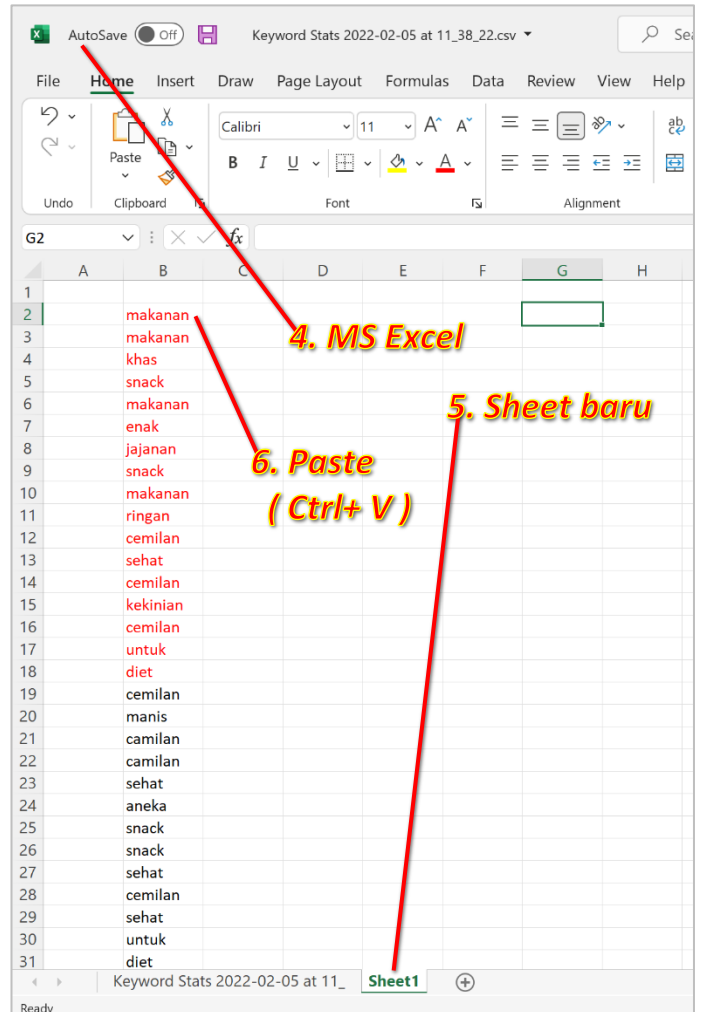 AutoSave Off Keyword Stats 2022-02-05 at 11_38_22.csv Sea
File Home Insert Draw Page Layout Formulas Data Review View Help
Paste Calibri 11 A A ab
B I U A
Undo Clipboard Font Alignment
G2 fx
A B C D E F G H
1
2 makanan
3 makanan
4. MS Excel
4 khas
5 snack
6 makanan
5. Sheet baru
7 enak
8 jajanan
9 snack
6. Paste
10 makanan
11 ringan
( Ctrl+ V )
12 cemilan
13 sehat
14 cemilan
15 kekinian
16 cemilan
17 untuk
18 diet
19 cemilan
20 manis
21 camilan
22 camilan
23 sehat
24 aneka
25 snack
26 snack
27 sehat
28 cemilan
29 sehat
30 untuk
31 diet
Keyword Stats 2022-02-05 at 11_ Sheet1
Ready